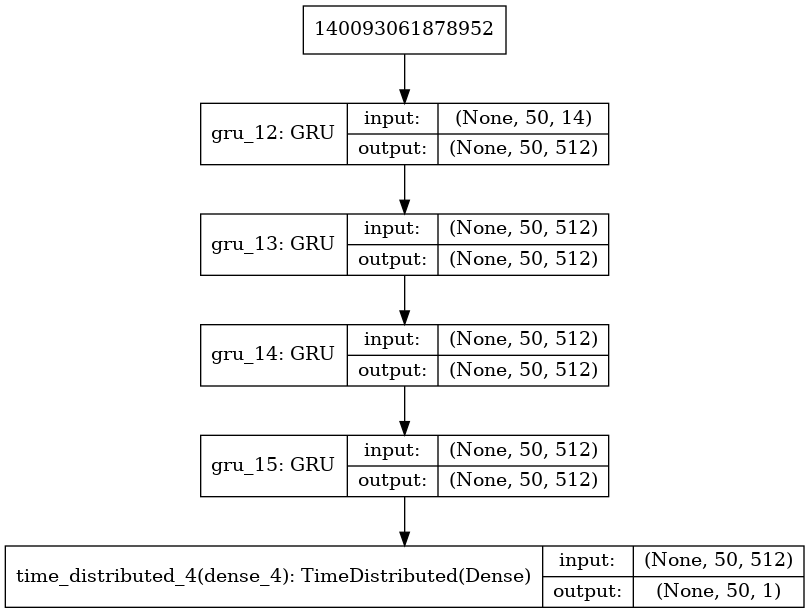 140093061878952
gru_12: GRU
input: (None, 50, 14)
output: (None, 50, 512)
gru_13: GRU
input: (None, 50, 512)
output: (None, 50, 512)
gru_14: GRU
input: (None, 50, 512)
output: (None, 50, 512)
gru_15: GRU
input: (None, 50, 512)
output: (None, 50, 512)
time_distributed_4(dense_4): TimeDistributed(Dense)
input: (None, 50, 512)
output: (None, 50, 1)